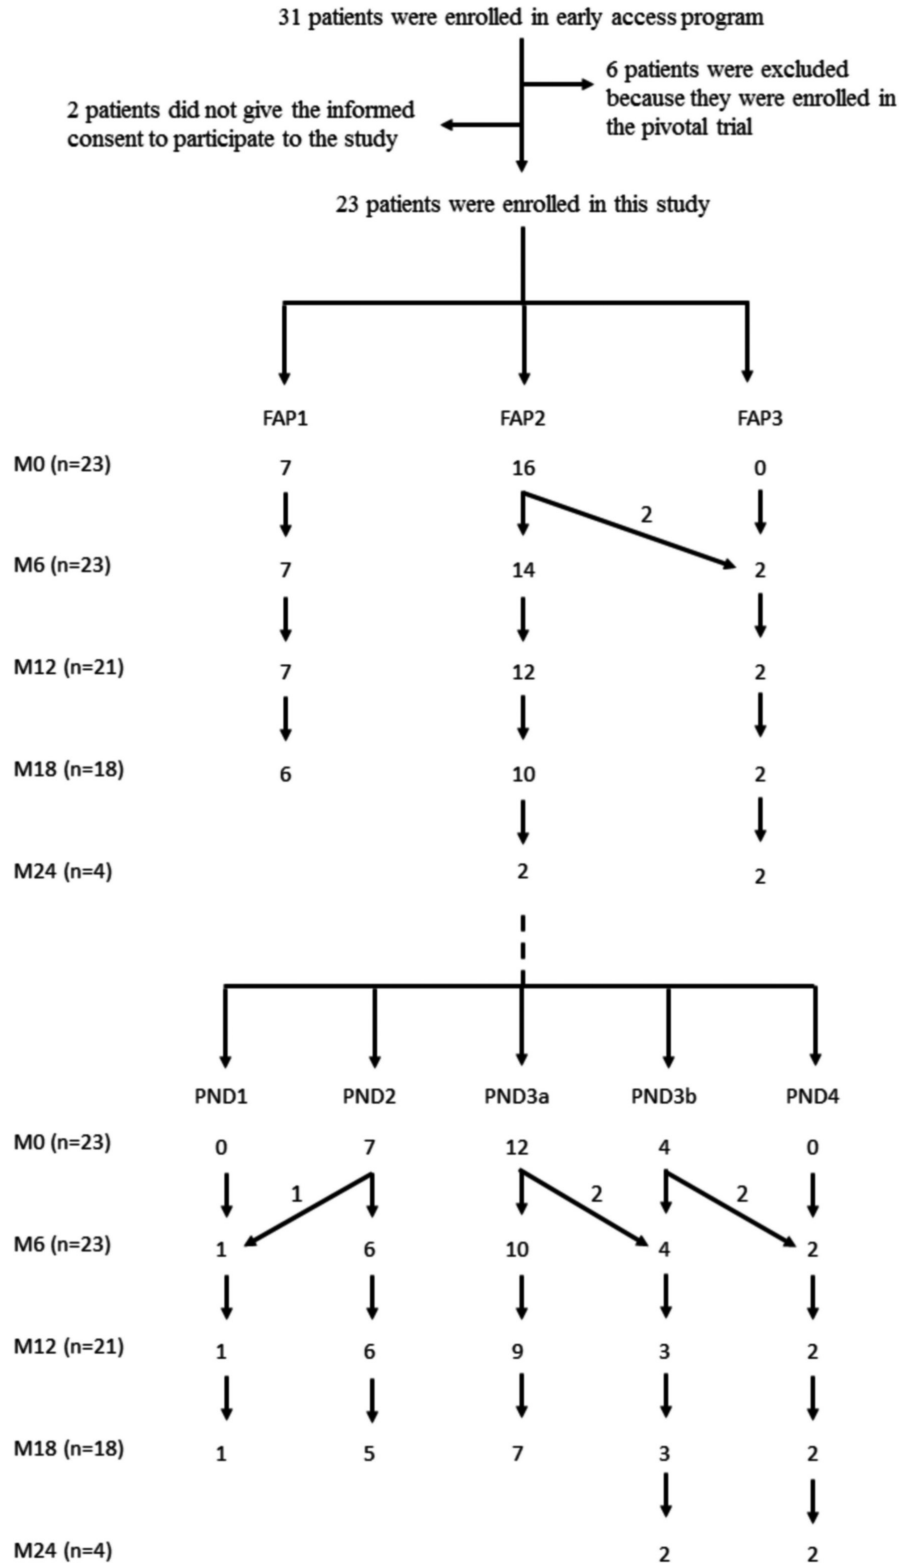 31 patients were enrolled in early access program
6 patients were excluded
because they were enrolled in
the pivotal trial
2 patients did not give the informed
consent to participate to the study
23 patients were enrolled in this study
FAP1 FAP2 FAP3
M0 (n=23) 7 16 0
2
M6 (n=23) 7 14 2
M12 (n=21) 7 12 2
M18 (n=18) 6 10 2
M24 (n=4) 2 2
PND1 PND2 PND3a PND3b PND4
M0 (n=23) 0 7 12 4 0
1 2 2
M6 (n=23) 1 6 10 4 2
M12 (n=21) 1 6 9 3 2
M18 (n=18) 1 5 7 3 2
M24 (n=4) 2 2